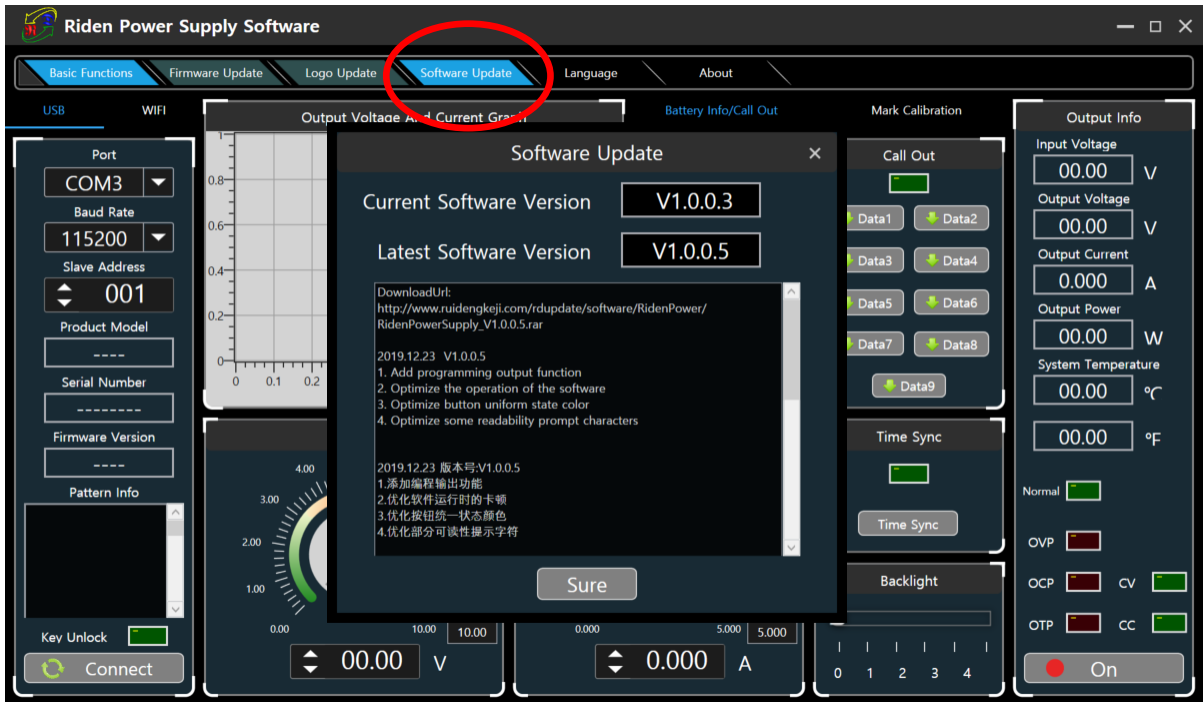 Riden Power Supply Software
Basic Functions
Firmware Update
Logo Update
Software Update
Language
About
USB
WIFI
Port
COM3
Baud Rate
115200
Slave Address
001
Product Model
----
Serial Number
--------
Firmware Version
----
Pattern Info
Key Unlock
Connect
Output Voltage And Current Graph
1
0.8
0.6
0.4
0.2
0
0 0.1 0.2
Battery Info/Call Out
Mark Calibration
Software Update
Current Software Version V1.0.0.3
Latest Software Version V1.0.0.5
DownloadUrl:
http://www.ruidengkeji.com/rdupdate/software/RidenPower/
RidenPowerSupply_V1.0.0.5.rar
2019.12.23 V1.0.0.5
1. Add programming output function
2. Optimize the operation of the software
3. Optimize button uniform state color
4. Optimize some readability prompt characters
2019.12.23 版本号:V1.0.0.5
1.添加编程输出功能
2.优化软件运行时的卡顿
3.优化按钮统一状态颜色
4.优化部分可读性提示字符
Sure
4.00
3.00
2.00
1.00
0.00 10.00 10.00
00.00 V
0.000 5.000 5.000
0.000 A
Call Out
Data1 Data2
Data3 Data4
Data5 Data6
Data7 Data8
Data9
Time Sync
Time Sync
Backlight
0 1 2 3 4
Output Info
Input Voltage
00.00 V
Output Voltage
00.00 V
Output Current
0.000 A
Output Power
00.00 W
System Temperature
00.00 ℃
00.00 ℉
Normal
OVP
OCP CV
OTP CC
On